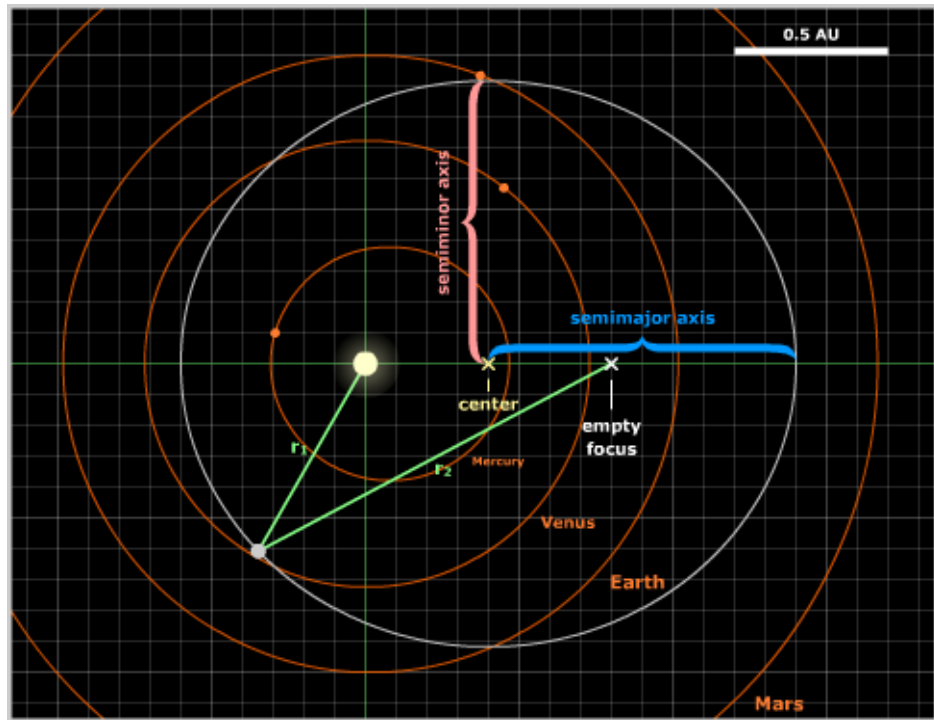 0.5 AU
semiminor axis
semimajor axis
center
empty
focus
r₁
r₂
Mercury
Venus
Earth
Mars